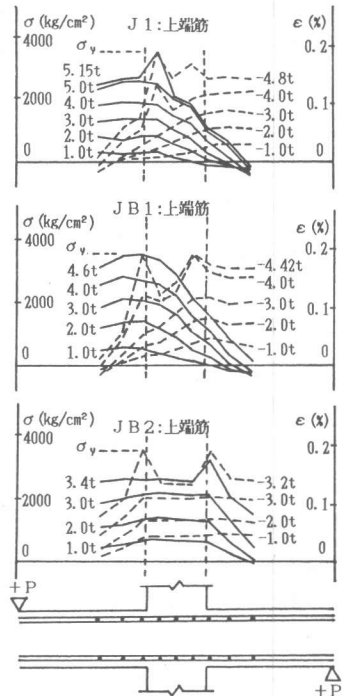 σ (kg/cm²) J1:上端筋 ε (%)
4000 σy 0.2
5.15t -4.8t
5.0t -4.0t
2000 4.0t 0.1
3.0t -3.0t
2.0t -2.0t
0 1.0t -1.0t 0
σ (kg/cm²) JB1:上端筋 ε (%)
4000 σy 0.2
4.6t -4.42t
4.0t -4.0t
2000 3.0t -3.0t 0.1
2.0t -2.0t
1.0t -1.0t
0 0
σ (kg/cm²) JB2:上端筋 ε (%)
4000 σy 0.2
3.4t -3.2t
2000 3.0t -3.0t 0.1
2.0t -2.0t
1.0t -1.0t
0 0
+P
+P